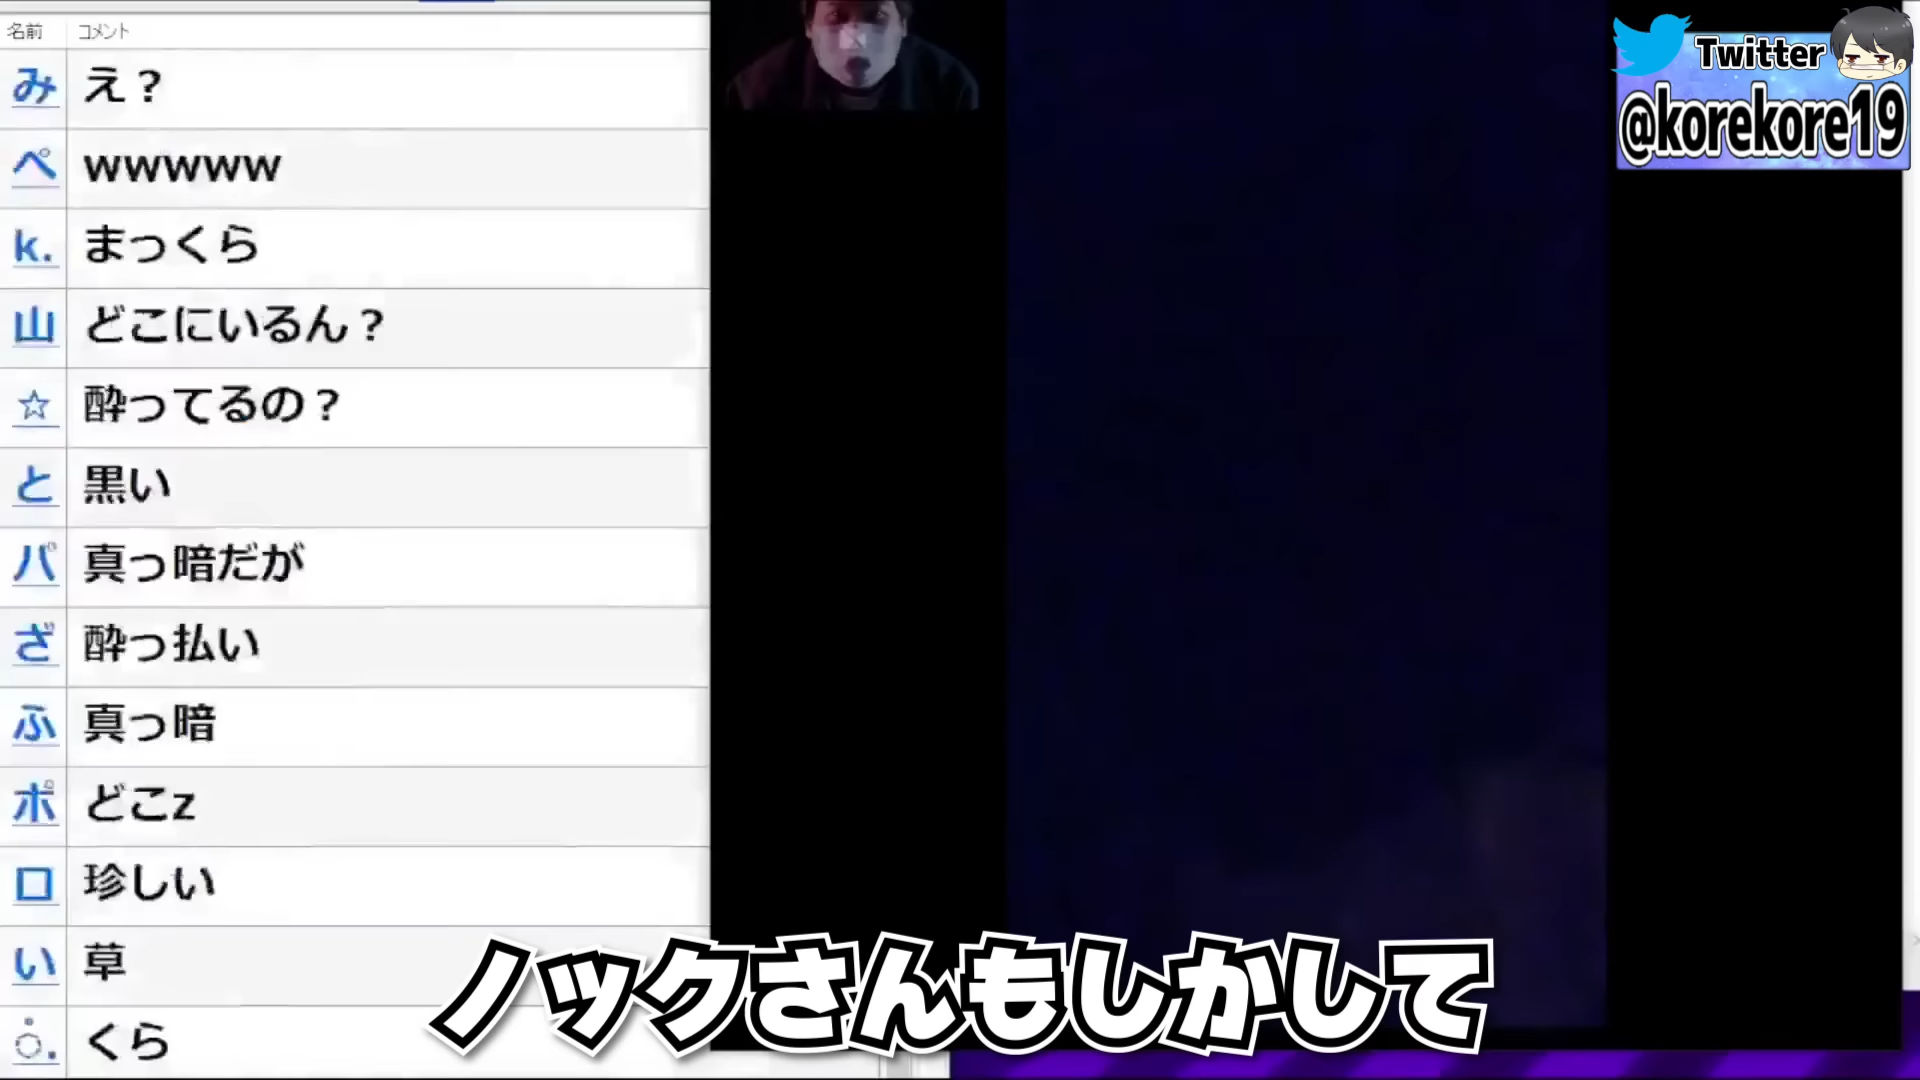 名前 コメント
み え？
ペ wwwww
k. まっくら
山 どこにいるん？
☆ 酔ってるの？
と 黒い
パ 真っ暗だが
ざ 酔っ払い
ふ 真っ暗
ポ どこz
ロ 珍しい
い 草
くら
Twitter
@korekore19
ノックさんもしかして